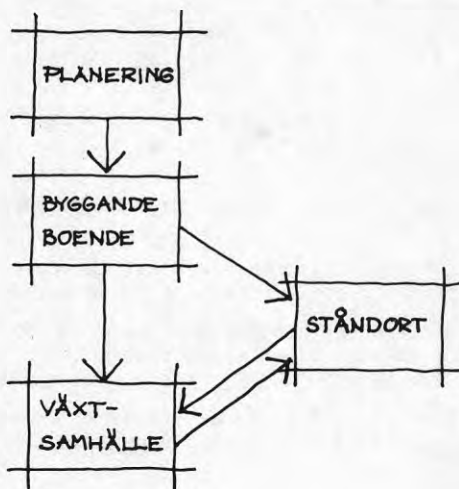 PLANERING
BYGGANDE
BOENDE
STÅNDORT
VÄXT-
SAMHÄLLE